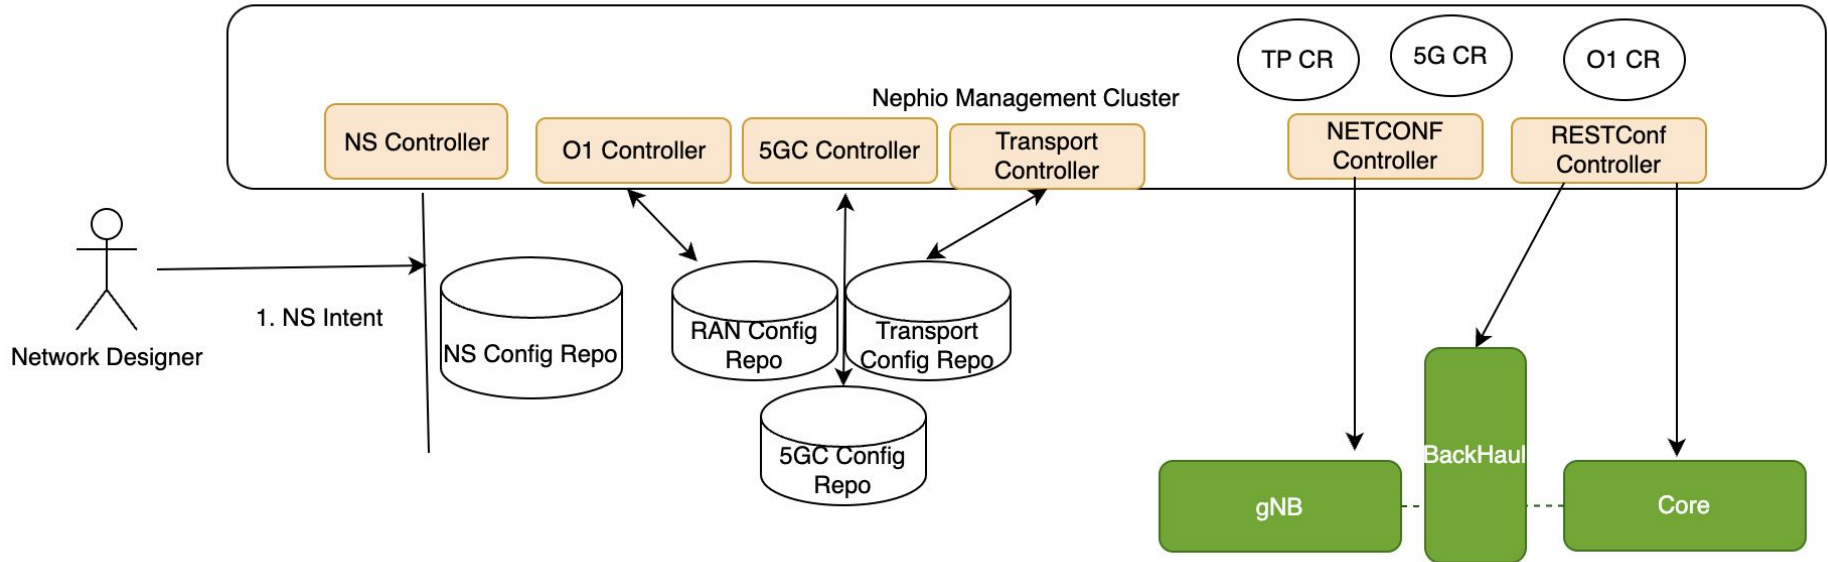 TP CR
5G CR
O1 CR
Nephio Management Cluster
NS Controller
O1 Controller
5GC Controller
Transport
Controller
NETCONF
Controller
RESTConf
Controller
1. NS Intent
Network Designer
NS Config Repo
RAN Config
Repo
Transport
Config Repo
5GC Config
Repo
BackHaul
gNB
Core